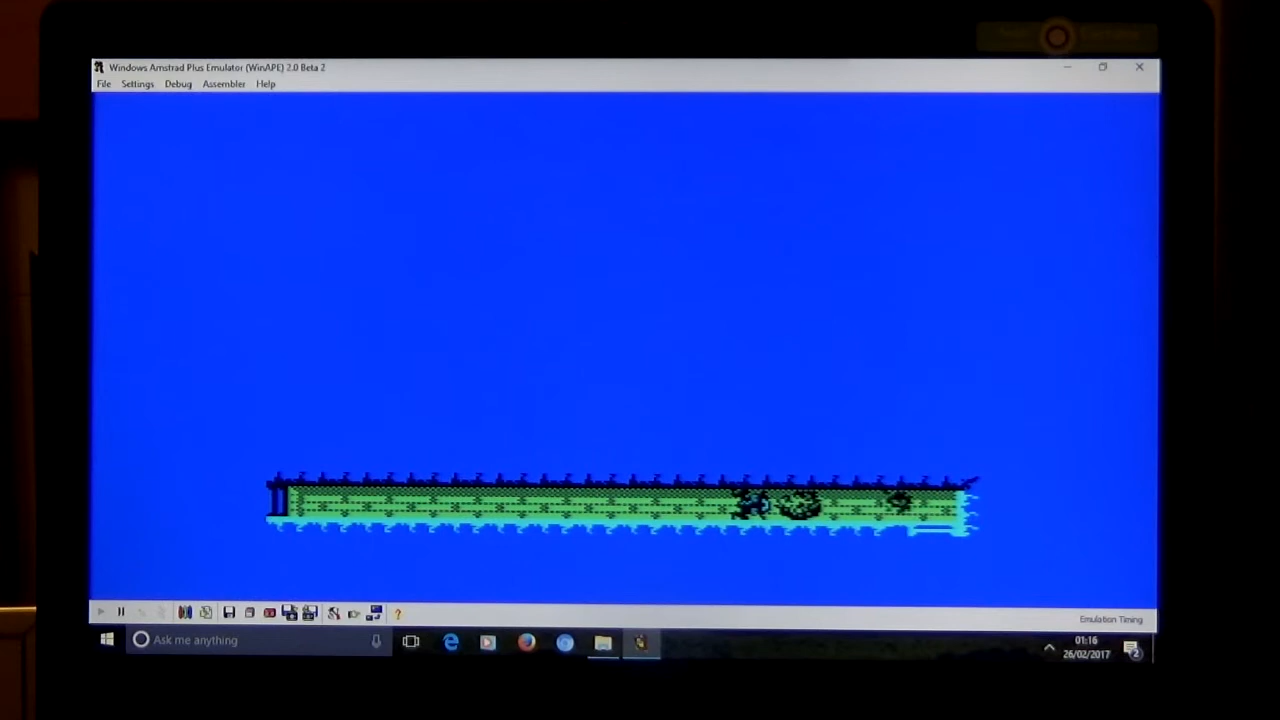 Windows Amstrad Plus Emulator (WinAPE) 2.0 Beta 2
File Settings Debug Assembler Help
Emulation Timing
Ask me anything
01:16
26/02/2017
2